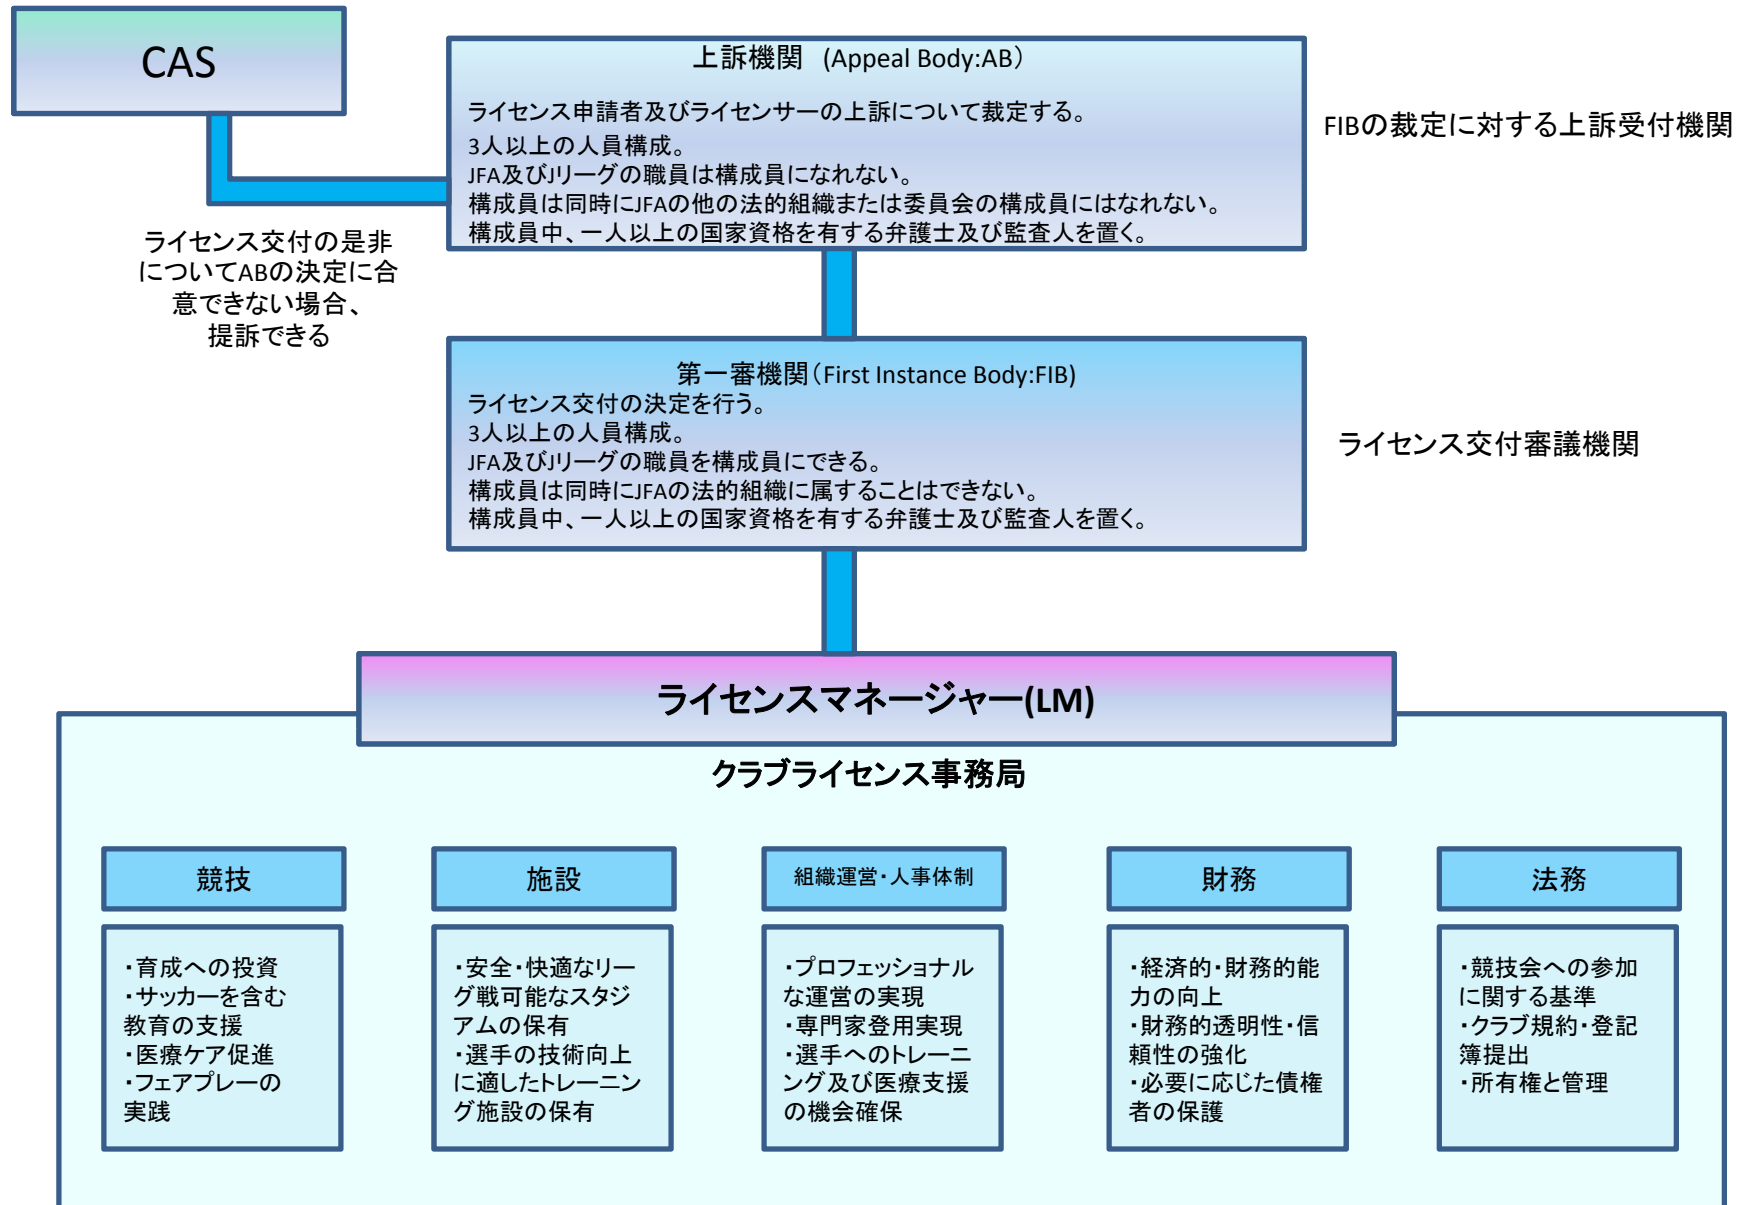 CAS
上訴機関 (Appeal Body:AB)
ライセンス申請者及びライセンサーの上訴について裁定する。
3人以上の人員構成。
JFA及びJリーグの職員は構成員になれない。
構成員は同時にJFAの他の法的組織または委員会の構成員にはなれない。
構成員中、一人以上の国家資格を有する弁護士及び監査人を置く。
FIBの裁定に対する上訴受付機関
ライセンス交付の是非
についてABの決定に合
意できない場合、
提訴できる
第一審機関(First Instance Body:FIB)
ライセンス交付の決定を行う。
3人以上の人員構成。
JFA及びJリーグの職員を構成員にできる。
構成員は同時にJFAの法的組織に属することはできない。
構成員中、一人以上の国家資格を有する弁護士及び監査人を置く。
ライセンス交付審議機関
ライセンスマネージャー(LM)
クラブライセンス事務局
競技
・育成への投資
・サッカーを含む
教育の支援
・医療ケア促進
・フェアプレーの
実践
施設
・安全・快適なリー
グ戦可能なスタジ
アムの保有
・選手の技術向上
に適したトレーニン
グ施設の保有
組織運営・人事体制
・プロフェッショナル
な運営の実現
・専門家登用実現
・選手へのトレーニ
ング及び医療支援
の機会確保
財務
・経済的・財務的能
力の向上
・財務的透明性・信
頼性の強化
・必要に応じた債権
者の保護
法務
・競技会への参加
に関する基準
・クラブ規約・登記
簿提出
・所有権と管理